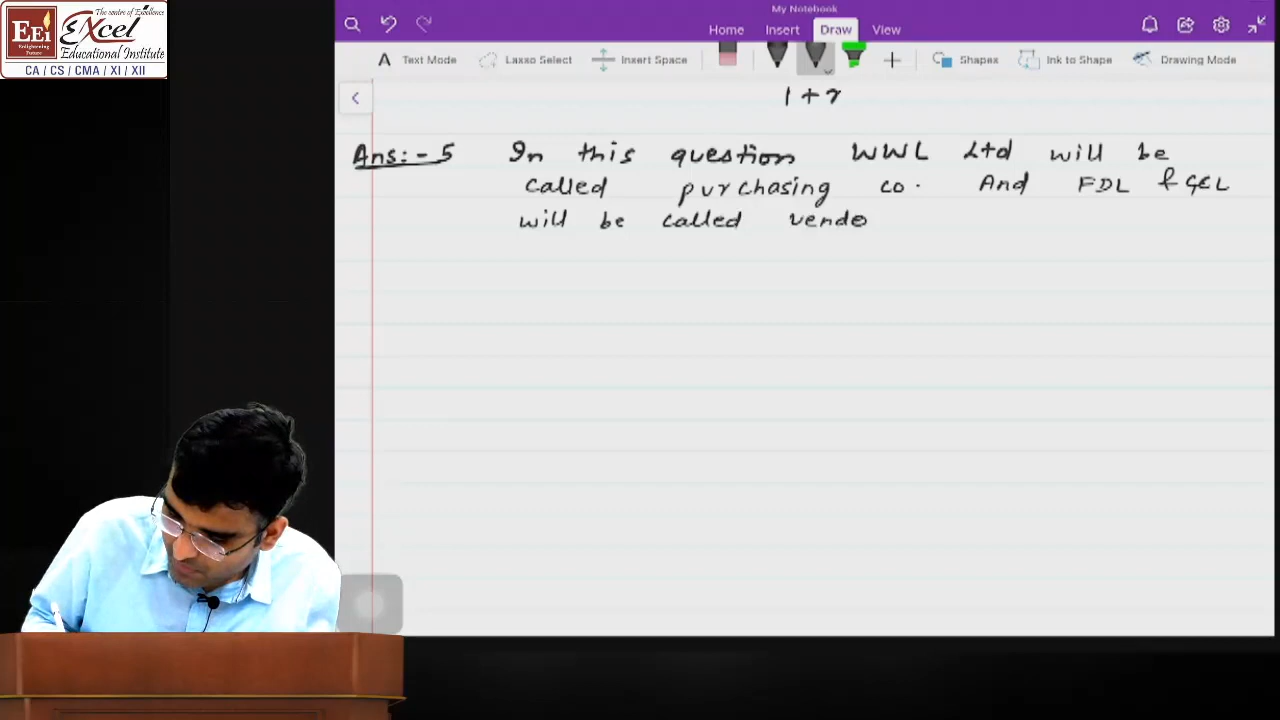 The centre of Excellence
EEi
Enlightening
Future
eXcel
Educational Institute
CA / CS / CMA / XI / XII
My Notebook
Home Insert Draw View
A Text Mode Lasso Select Insert Space Shapes Ink to Shape Drawing Mode
1 + r
Ans:- 5 In this question WWL Ltd will be
called purchasing co. And FDL & GEL
will be called vendo